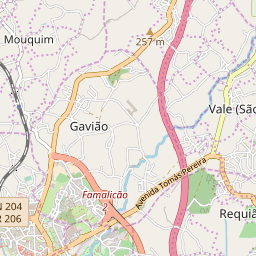 257 m
Mouquim
Vale (São
Gavião
Avenida Tomás Pereira
Famalicão
N 204
R 206
Requiã